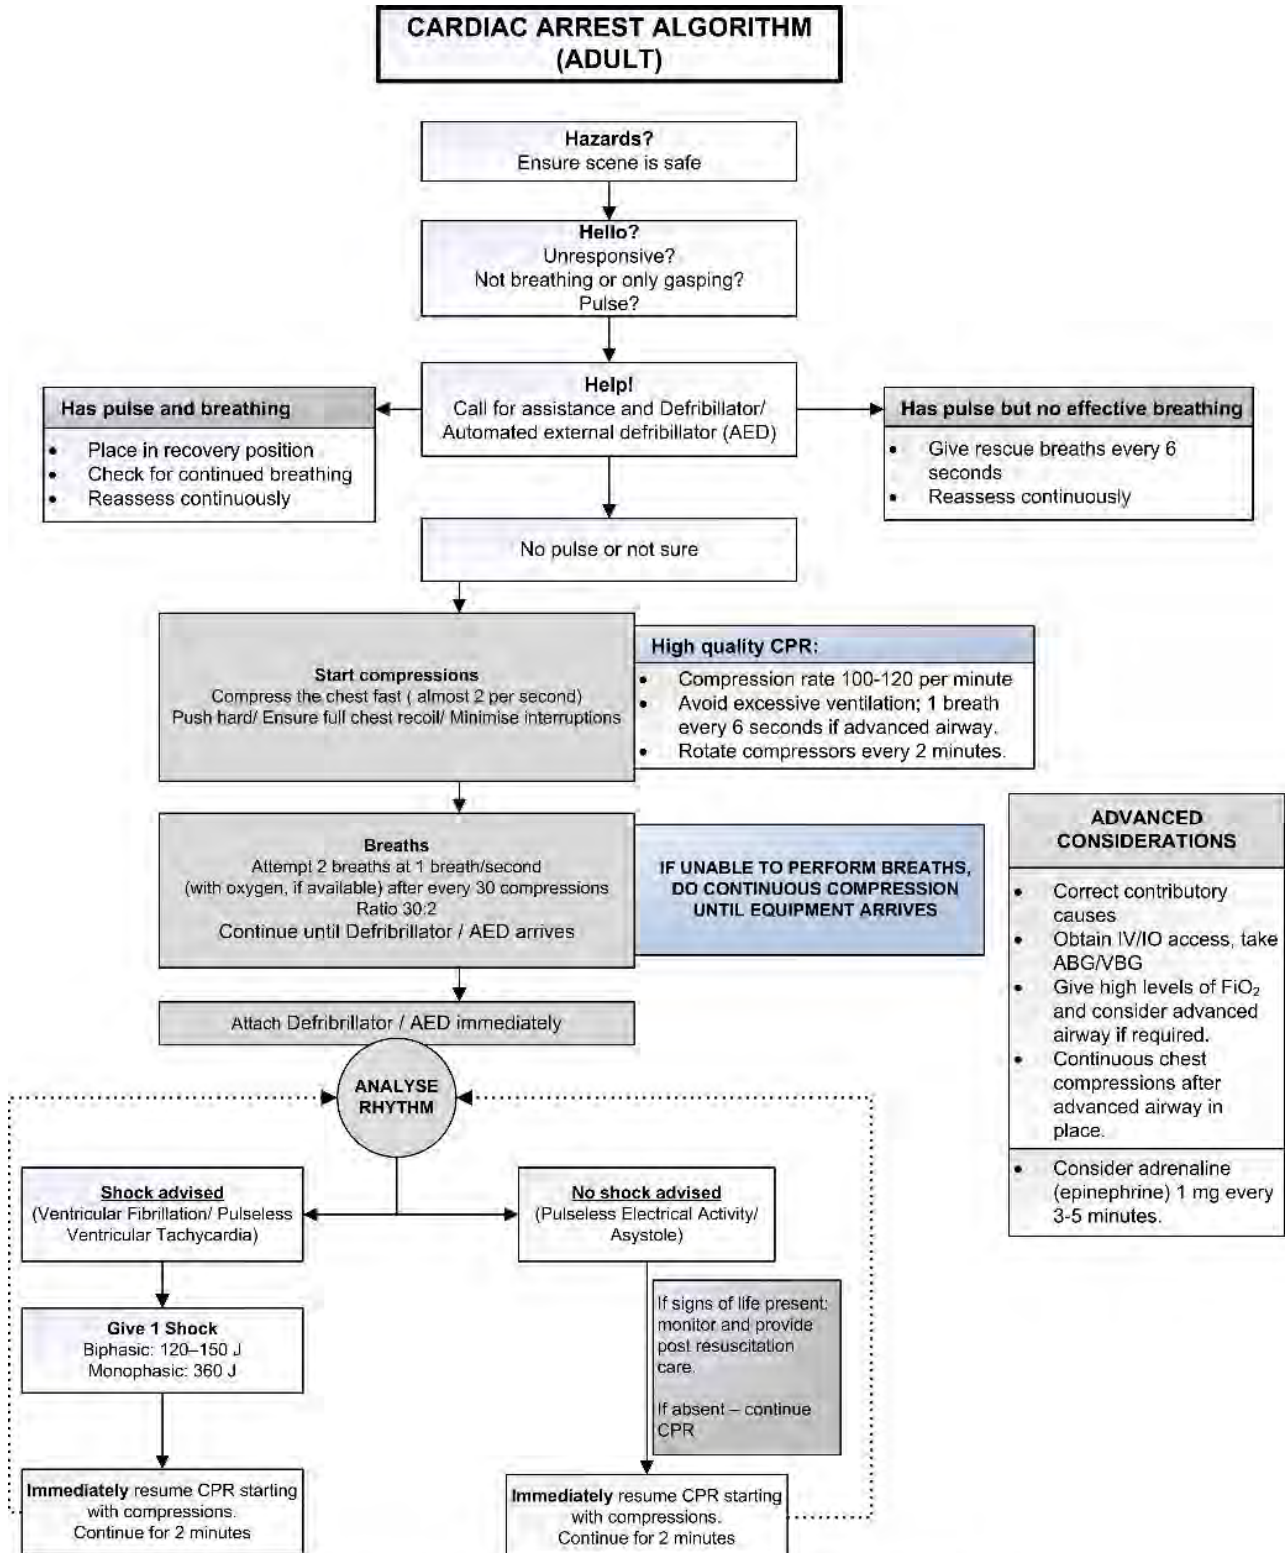 CARDIAC ARREST ALGORITHM
(ADULT)
Hazards?
Ensure scene is safe
Hello?
Unresponsive?
Not breathing or only gasping?
Pulse?
Help!
Call for assistance and Defribillator/
Automated external defribillator (AED)
Has pulse and breathing
• Place in recovery position
• Check for continued breathing
• Reassess continuously
Has pulse but no effective breathing
• Give rescue breaths every 6
seconds
• Reassess continuously
No pulse or not sure
Start compressions
Compress the chest fast ( almost 2 per second)
Push hard/ Ensure full chest recoil/ Minimise interruptions
High quality CPR:
• Compression rate 100-120 per minute
• Avoid excessive ventilation; 1 breath
every 6 seconds if advanced airway.
• Rotate compressors every 2 minutes.
Breaths
Attempt 2 breaths at 1 breath/second
(with oxygen, if available) after every 30 compressions
Ratio 30:2
Continue until Defribrillator / AED arrives
IF UNABLE TO PERFORM BREATHS,
DO CONTINUOUS COMPRESSION
UNTIL EQUIPMENT ARRIVES
ADVANCED
CONSIDERATIONS
• Correct contributory
causes
• Obtain IV/IO access, take
ABG/VBG
• Give high levels of FiO₂
and consider advanced
airway if required.
• Continuous chest
compressions after
advanced airway in
place.
• Consider adrenaline
(epinephrine) 1 mg every
3-5 minutes.
Attach Defribrillator / AED immediately
ANALYSE
RHYTHM
Shock advised
(Ventricular Fibrillation/ Pulseless
Ventricular Tachycardia)
No shock advised
(Pulseless Electrical Activity/
Asystole)
Give 1 Shock
Biphasic: 120–150 J
Monophasic: 360 J
If signs of life present:
monitor and provide
post resuscitation
care.
If absent – continue
CPR
Immediately resume CPR starting
with compressions.
Continue for 2 minutes
Immediately resume CPR starting
with compressions.
Continue for 2 minutes